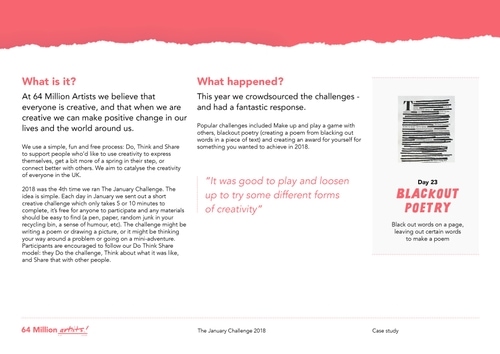 What is it?
At 64 Million Artists we believe that
everyone is creative, and that when we are
creative we can make positive change in our
lives and the world around us.
We use a simple, fun and free process: Do, Think and Share
to support people who'd like to use creativity to express
themselves, get a bit more of a spring in their step, or
connect better with others. We aim to catalyse the creativity
of everyone in the UK.
2018 was the 4th time we ran The January Challenge. The
idea is simple. Each day in January we sent out a short
creative challenge which only takes 5 or 10 minutes to
complete, it's free for anyone to participate and any materials
should be easy to find (a pen, paper, random junk in your
recycling bin, a sense of humour, etc). The challenge might be
writing a poem or drawing a picture, or it might be thinking
your way around a problem or going on a mini-adventure.
Participants are encouraged to follow our Do Think Share
model: they Do the challenge, Think about what it was like,
and Share that with other people.
What happened?
This year we crowdsourced the challenges -
and had a fantastic response.
Popular challenges included Make up and play a game with
others, blackout poetry (creating a poem from blacking out
words in a piece of text) and creating an award for yourself for
something you wanted to achieve in 2018.
"It was good to play and loosen
up to try some different forms
of creativity"
T
Day 23
BLACKOUT
POETRY
Black out words on a page,
leaving out certain words
to make a poem
64 Million artists!
The January Challenge 2018
Case study